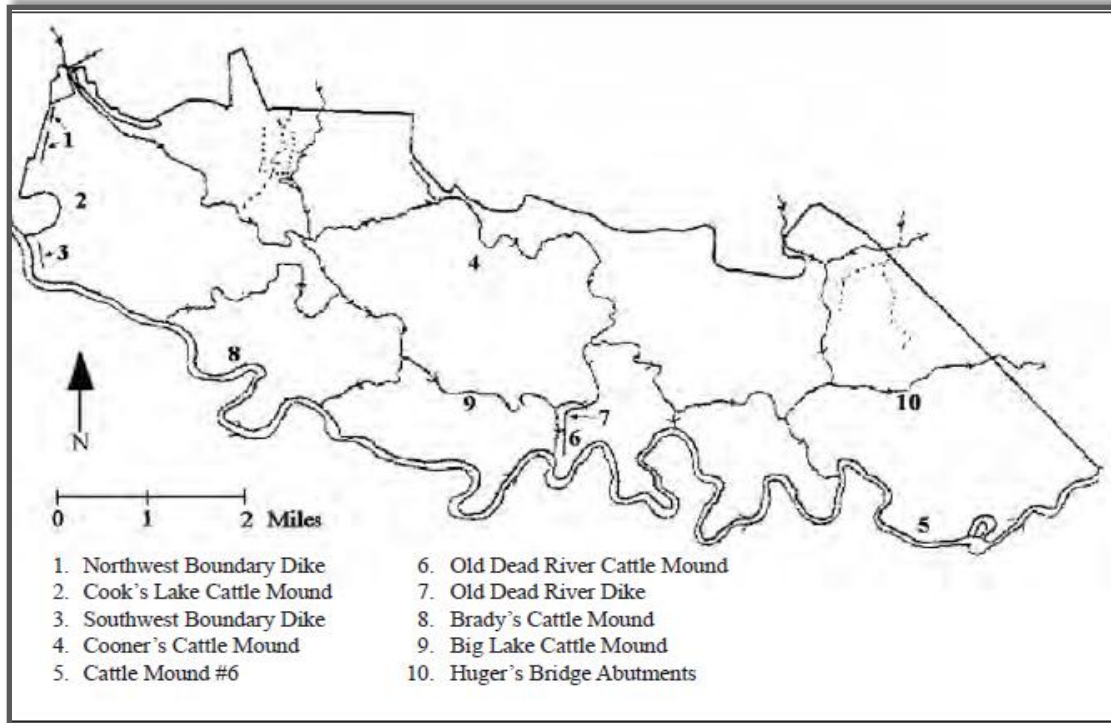 1
2
3
4
8
9
7
6
10
5
N
0 1 2 Miles
1. Northwest Boundary Dike
2. Cook's Lake Cattle Mound
3. Southwest Boundary Dike
4. Cooner's Cattle Mound
5. Cattle Mound #6
6. Old Dead River Cattle Mound
7. Old Dead River Dike
8. Brady's Cattle Mound
9. Big Lake Cattle Mound
10. Huger's Bridge Abutments